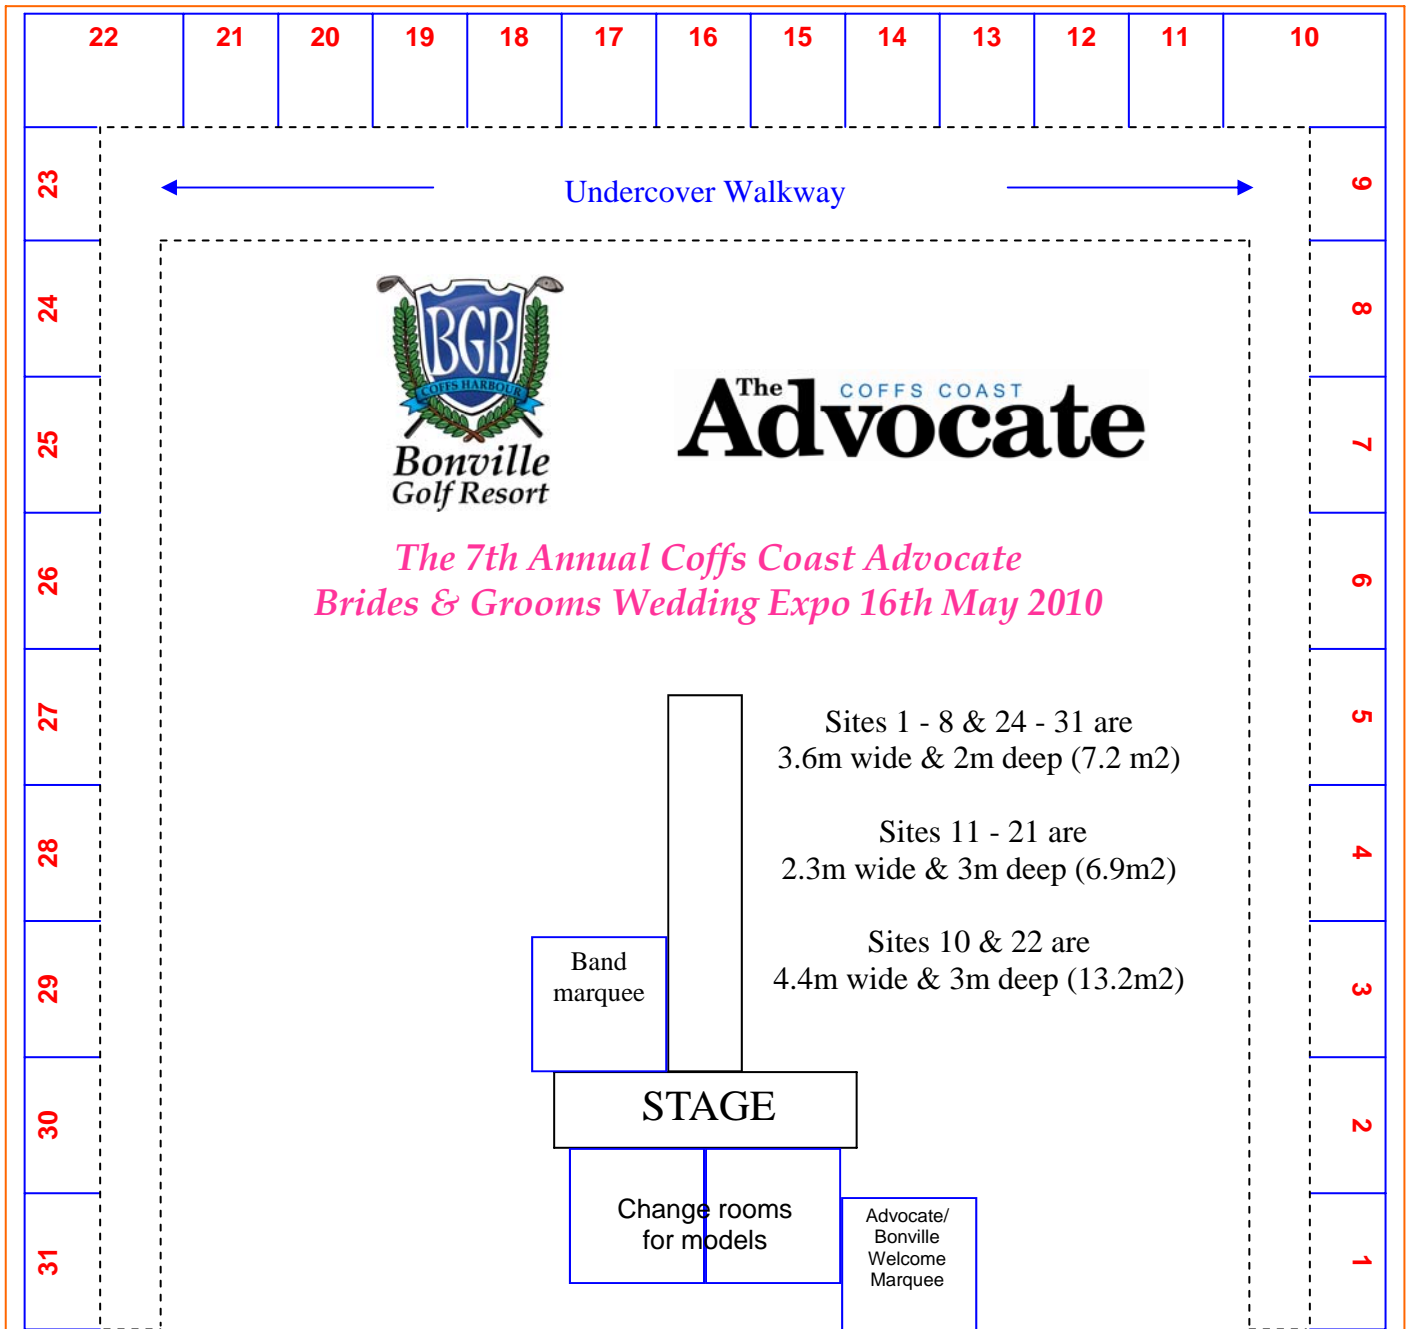 22 21 20 19 18 17 16 15 14 13 12 11 10
23
9
Undercover Walkway
24
8
BGR
COFFS HARBOUR
Bonville
Golf Resort
The COFFS COAST
Advocate
25
7
The 7th Annual Coffs Coast Advocate
Brides & Grooms Wedding Expo 16th May 2010
26
6
27
5
Sites 1 - 8 & 24 - 31 are
3.6m wide & 2m deep (7.2 m2)
Sites 11 - 21 are
2.3m wide & 3m deep (6.9m2)
28
4
Sites 10 & 22 are
4.4m wide & 3m deep (13.2m2)
Band
marquee
29
3
STAGE
30
2
Change rooms
for models
Advocate/
Bonville
Welcome
Marquee
31
1